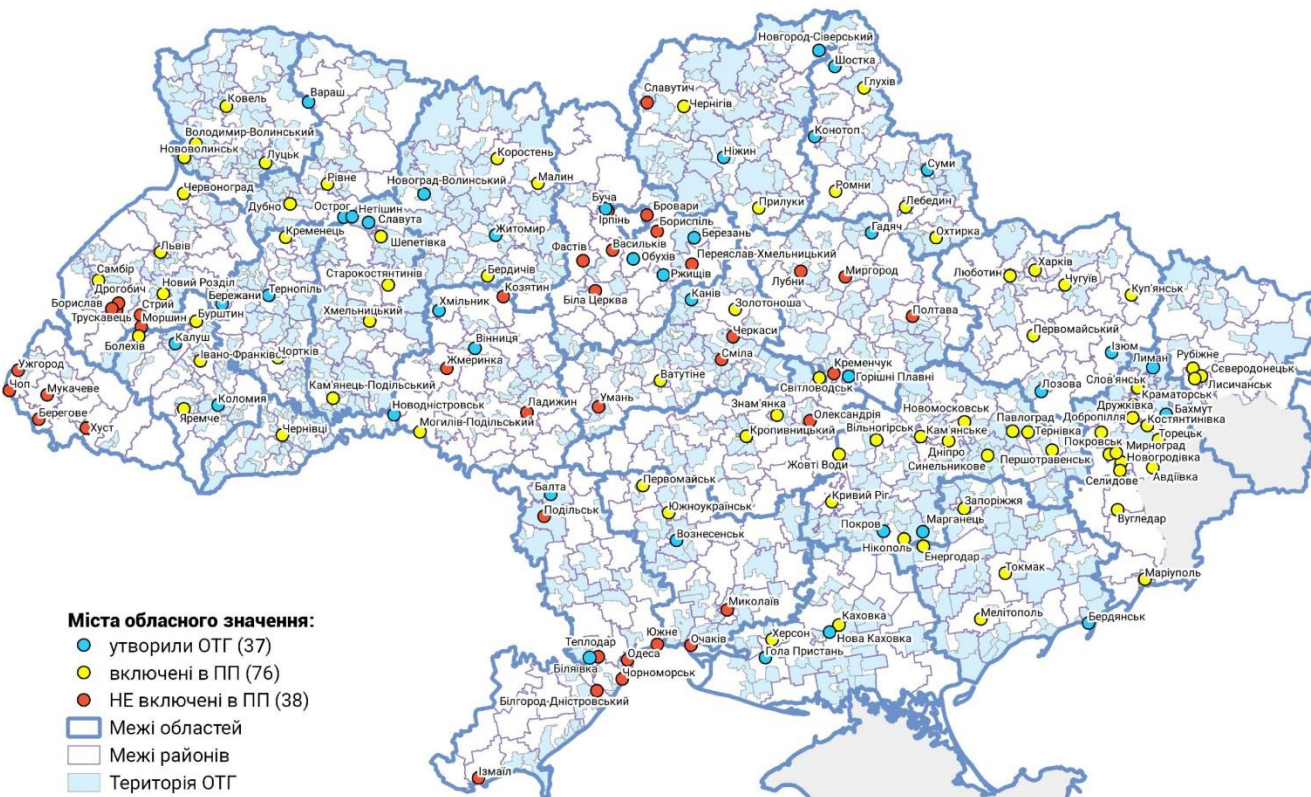 Новгород-Сіверський
Шостка
Глухів
Славутич
Чернігів
Ковель
Вараш
Конотоп
Володимир-Волинський
Нововолинськ
Луцьк
Коростень
Ніжин
Суми
Червоноград
Рівне
Новоград-Волинський
Малин
Ромни
Лебедин
Дубно
Острог
Нетішин
Славута
Буча
Ірпінь
Бровари
Бориспіль
Прилуки
Гадяч
Охтирка
Кременець
Шепетівка
Житомир
Васильків
Березань
Львів
Фастів
Обухів
Переяслав-Хмельницький
Самбір
Старокостянтинів
Бердичів
Ржищів
Лубни
Миргород
Люботин
Харків
Чугуїв
Дрогобич
Новий Розділ
Бережани
Тернопіль
Хмільник
Козятин
Біла Церква
Канів
Золотоноша
Куп'янськ
Борислав
Стрий
Трускавець
Моршин
Бурштин
Хмельницький
Полтава
Болехів
Калуш
Вінниця
Черкаси
Первомайський
Ужгород
Івано-Франківськ
Чортків
Жмеринка
Сміла
Ізюм
Лиман
Рубіжне
Чоп
Мукачеве
Кам'янець-Подільський
Ватутіне
Кременчук
Горішні Плавні
Світловодськ
Сєвєродонецьк
Лисичанськ
Берегове
Хуст
Яремче
Коломия
Новодністровськ
Ладижин
Умань
Знам'янка
Олександрія
Лозова
Слов'янськ
Краматорськ
Чернівці
Могилів-Подільський
Кропивницький
Вільногірськ
Новомосковськ
Кам'янське
Дніпро
Синельникове
Павлоград
Тернівка
Першотравенськ
Добропілля
Дружківка
Бахмут
Костянтинівка
Торецьк
Покровськ
Мирноград
Новогродівка
Селидове
Авдіївка
Жовті Води
Балта
Подільськ
Первомайськ
Южноукраїнськ
Вознесенськ
Кривий Ріг
Покров
Марганець
Запоріжжя
Нікополь
Енергодар
Вугледар
Токмак
Маріуполь
Миколаїв
Каховка
Мелітополь
Бердянськ
Теплодар
Южне
Очаків
Херсон
Нова Каховка
Гола Пристань
Одеса
Біляївка
Чорноморськ
Білгород-Дністровський
Ізмаїл
Міста обласного значення:
утворили ОТГ (37)
включені в ПП (76)
НЕ включені в ПП (38)
Межі областей
Межі районів
Територія ОТГ